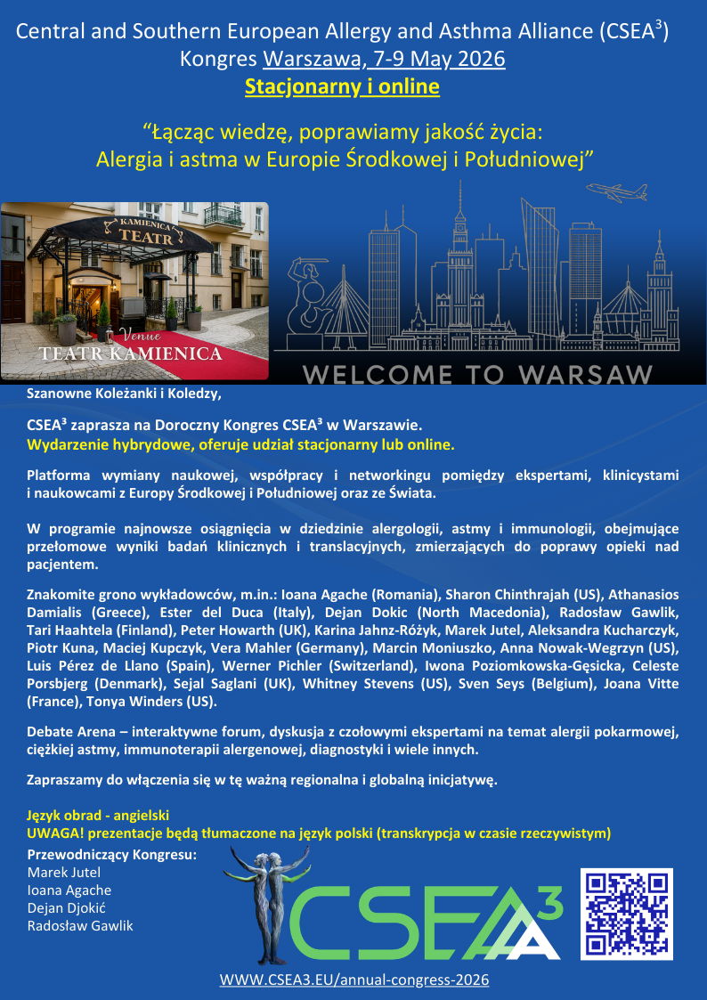 Central and Southern European Allergy and Asthma Alliance (CSEA³)
Kongres Warszawa, 7-9 May 2026
Stacjonarny i online
“Łącząc wiedzę, poprawiamy jakość życia:
Alergia i astma w Europie Środkowej i Południowej”
KAMIENICA
TEATR
Venue
TEATR KAMIENICA
WELCOME TO WARSAW
Szanowne Koleżanki i Koledzy,
CSEA³ zaprasza na Doroczny Kongres CSEA³ w Warszawie.
Wydarzenie hybrydowe, oferuje udział stacjonarny lub online.
Platforma wymiany naukowej, współpracy i networkingu pomiędzy ekspertami, klinicystami
i naukowcami z Europy Środkowej i Południowej oraz ze Świata.
W programie najnowsze osiągnięcia w dziedzinie alergologii, astmy i immunologii, obejmujące
przełomowe wyniki badań klinicznych i translacyjnych, zmierzających do poprawy opieki nad
pacjentem.
Znakomite grono wykładowców, m.in.: Ioana Agache (Romania), Sharon Chinthrajah (US), Athanasios
Damialis (Greece), Ester del Duca (Italy), Dejan Dokic (North Macedonia), Radosław Gawlik,
Tari Haahtela (Finland), Peter Howarth (UK), Karina Jahnz-Różyk, Marek Jutel, Aleksandra Kucharczyk,
Piotr Kuna, Maciej Kupczyk, Vera Mahler (Germany), Marcin Moniuszko, Anna Nowak-Wegrzyn (US),
Luis Pérez de Llano (Spain), Werner Pichler (Switzerland), Iwona Poziomkowska-Gęsicka, Celeste
Porsbjerg (Denmark), Sejal Saglani (UK), Whitney Stevens (US), Sven Seys (Belgium), Joana Vitte
(France), Tonya Winders (US).
Debate Arena – interaktywne forum, dyskusja z czołowymi ekspertami na temat alergii pokarmowej,
ciężkiej astmy, immunoterapii alergenowej, diagnostyki i wiele innych.
Zapraszamy do włączenia się w tę ważną regionalna i globalną inicjatywę.
Język obrad - angielski
UWAGA! prezentacje będą tłumaczone na język polski (transkrypcja w czasie rzeczywistym)
Przewodniczący Kongresu:
Marek Jutel
Ioana Agache
Dejan Djokić
Radosław Gawlik
CSEAA3
WWW.CSEA3.EU/annual-congress-2026